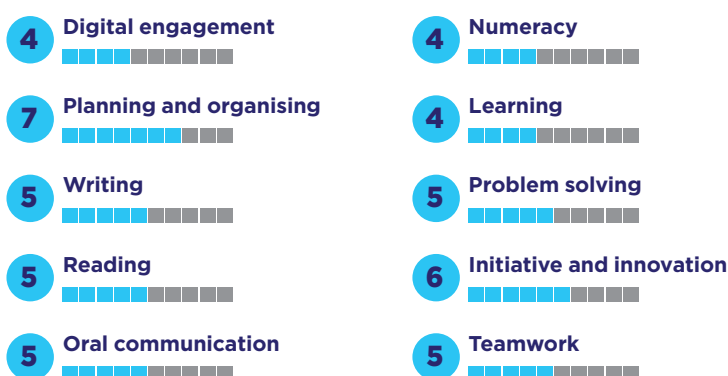 4 Digital engagement
7 Planning and organising
5 Writing
5 Reading
5 Oral communication
4 Numeracy
4 Learning
5 Problem solving
6 Initiative and innovation
5 Teamwork